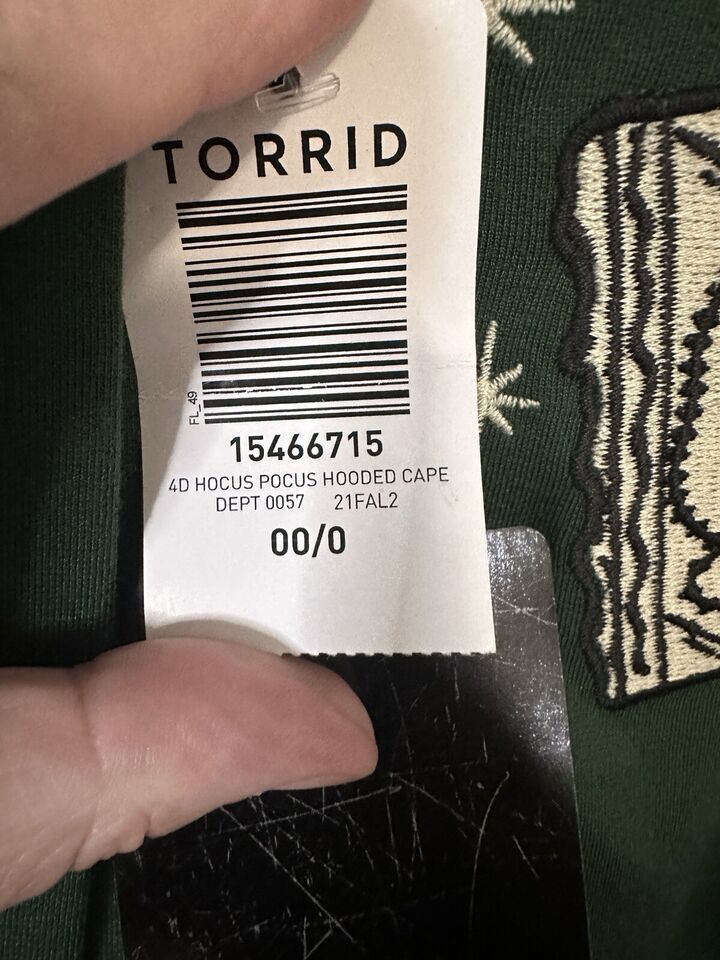 TORRID
FL_49
15466715
4D HOCUS POCUS HOODED CAPE
DEPT 0057 21FAL2
00/0